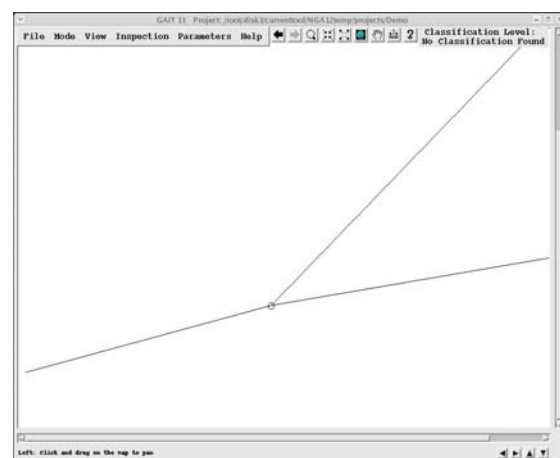 GAIT 11 Project: /root/disk1/currentool/NGA12temp/projects/Demo
File Mode View Inspection Parameters Help
Classification Level:
No Classification Found
Left: Click and drag on the map to pan